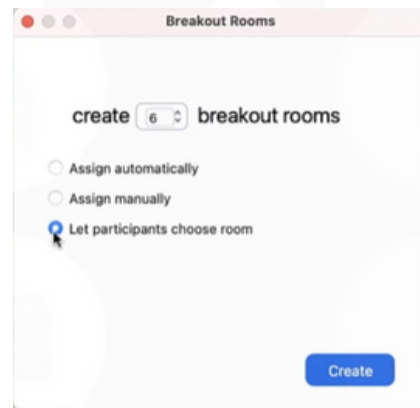 Breakout Rooms
create 6 breakout rooms
Assign automatically
Assign manually
Let participants choose room
Create